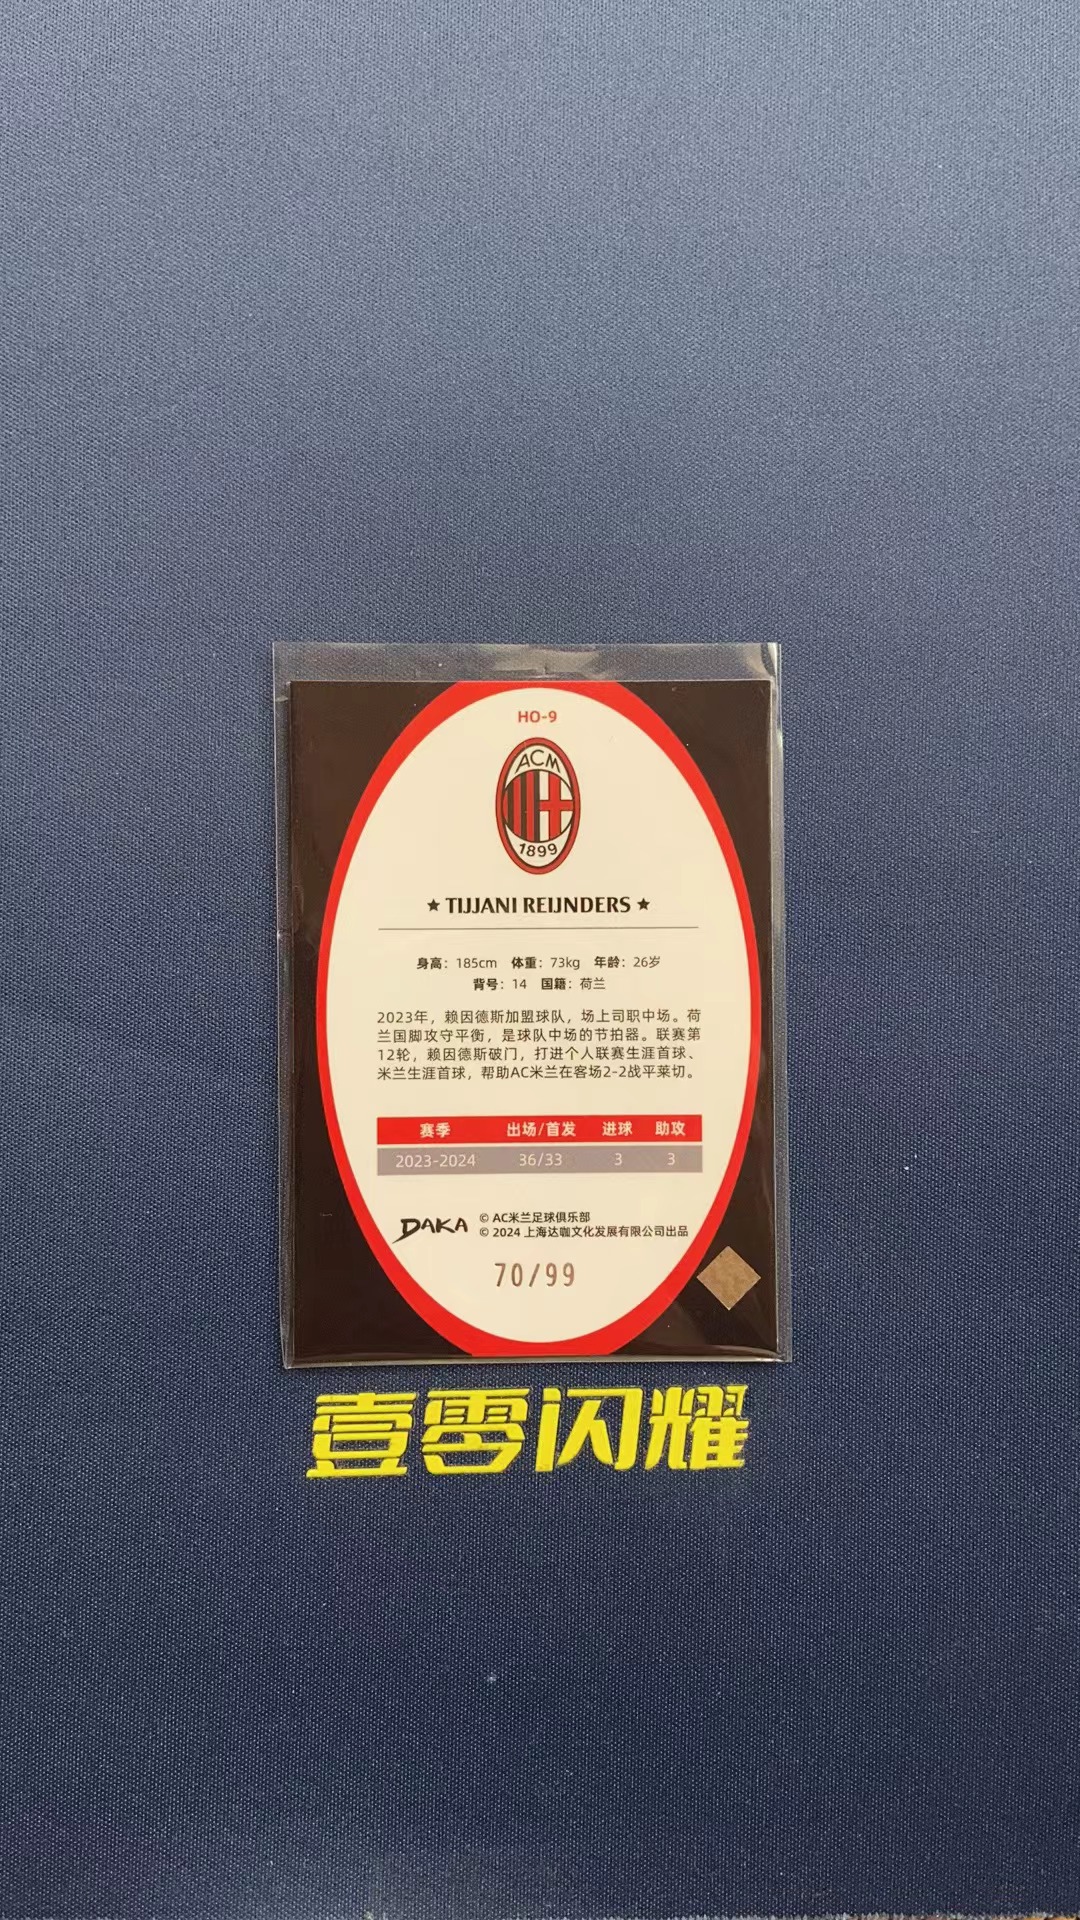 HO-9
ACM
1899
★ TIJJANI REIJNDERS ★
身高：185cm 体重：73kg 年龄：26岁
背号：14 国籍：荷兰
2023年，赖因德斯加盟球队，场上司职中场。荷
兰国脚攻守平衡，是球队中场的节拍器。联赛第
12轮，赖因德斯破门，打进个人联赛生涯首球、
米兰生涯首球，帮助AC米兰在客场2-2战平莱切。
赛季 出场/首发 进球 助攻
2023-2024 36/33 3 3
DAKA © AC米兰足球俱乐部
© 2024 上海达咖文化发展有限公司出品
70/99
壹零闪耀